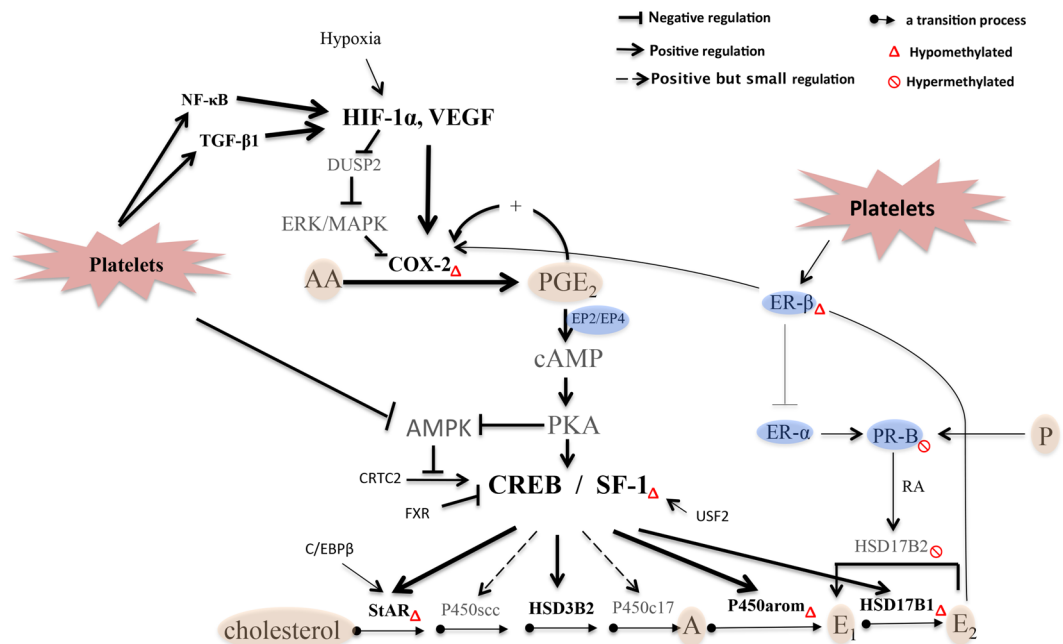 Negative regulation
a transition process
Positive regulation
Hypomethylated
Positive but small regulation
Hypermethylated
Hypoxia
NF-κB
HIF-1α, VEGF
TGF-β1
DUSP2
+
Platelets
ERK/MAPK
Platelets
COX-2
AA
PGE2
ER-β
EP2/EP4
cAMP
AMPK
PKA
ER-α
PR-B
P
CRTC2
CREB / SF-1
RA
FXR
USF2
HSD17B2
C/EBPβ
StAR
P450scc
HSD3B2
P450c17
P450arom
HSD17B1
cholesterol
A
E1
E2